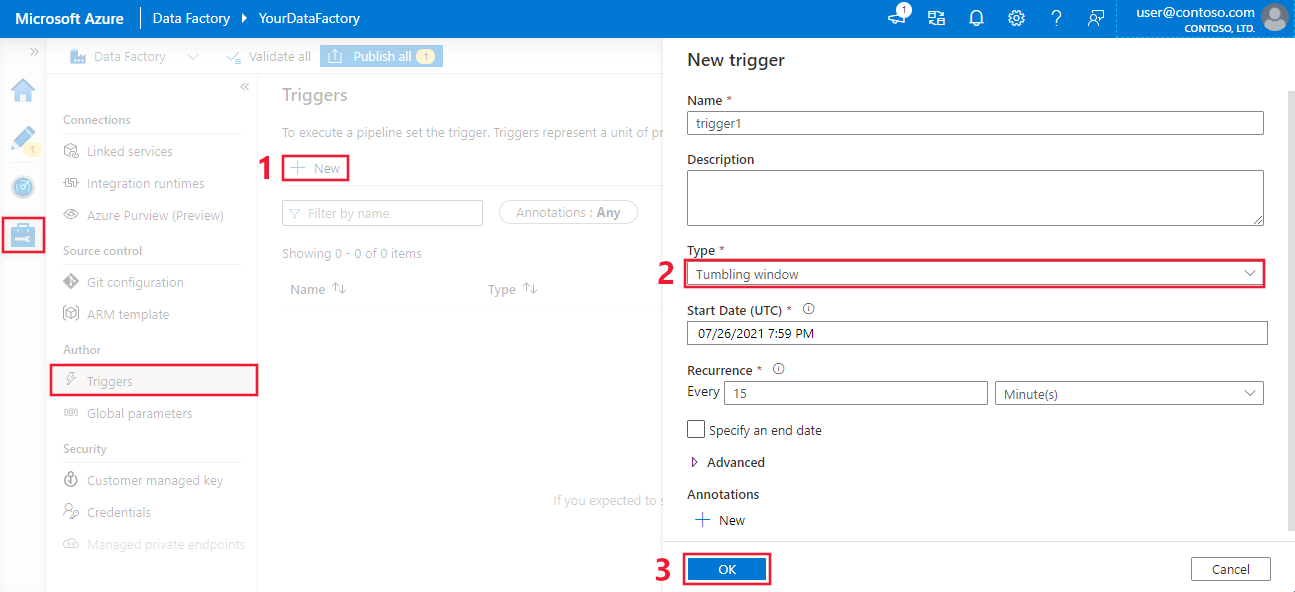 Microsoft Azure Data Factory YourDataFactory 1 user@contoso.com
CONTOSO, LTD.
Data Factory Validate all Publish all 1
1
Connections
Linked services
Integration runtimes
Azure Purview (Preview)
Source control
Git configuration
ARM template
Author
Triggers
Global parameters
Security
Customer managed key
Credentials
Managed private endpoints
Triggers
To execute a pipeline set the trigger. Triggers represent a unit of pr
1 New
Filter by name Annotations : Any
Showing 0 - 0 of 0 items
Name Type
If you expected to s
New trigger
Name *
trigger1
Description
Type *
2 Tumbling window
Start Date (UTC) *
07/26/2021 7:59 PM
Recurrence *
Every 15 Minute(s)
Specify an end date
Advanced
Annotations
New
3 OK Cancel